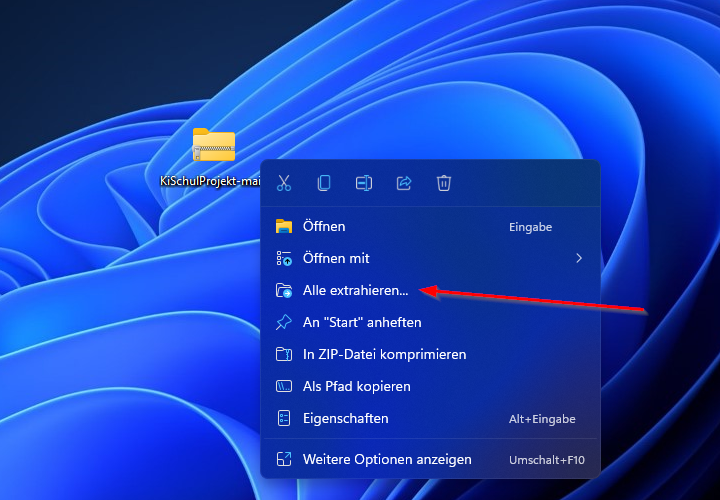 KiSchulProjekt-mai
Öffnen Eingabe
Öffnen mit
Alle extrahieren...
An "Start" anheften
In ZIP-Datei komprimieren
Als Pfad kopieren
Eigenschaften Alt+Eingabe
Weitere Optionen anzeigen Umschalt+F10